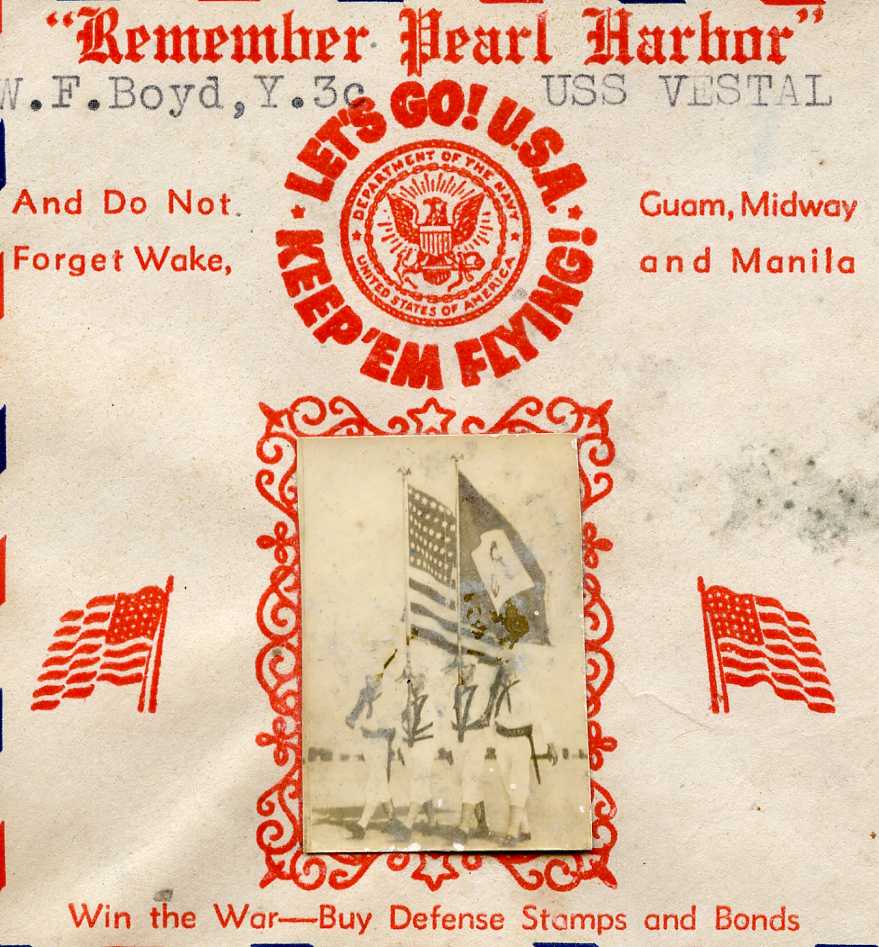 "Remember Pearl Harbor"
W.F.Boyd,Y.3c USS VESTAL
LET'S GO! U.S.A.
KEEP 'EM FLYING!
DEPARTMENT OF THE NAVY
UNITED STATES OF AMERICA
And Do Not
Forget Wake,
Guam, Midway
and Manila
Win the War—Buy Defense Stamps and Bonds